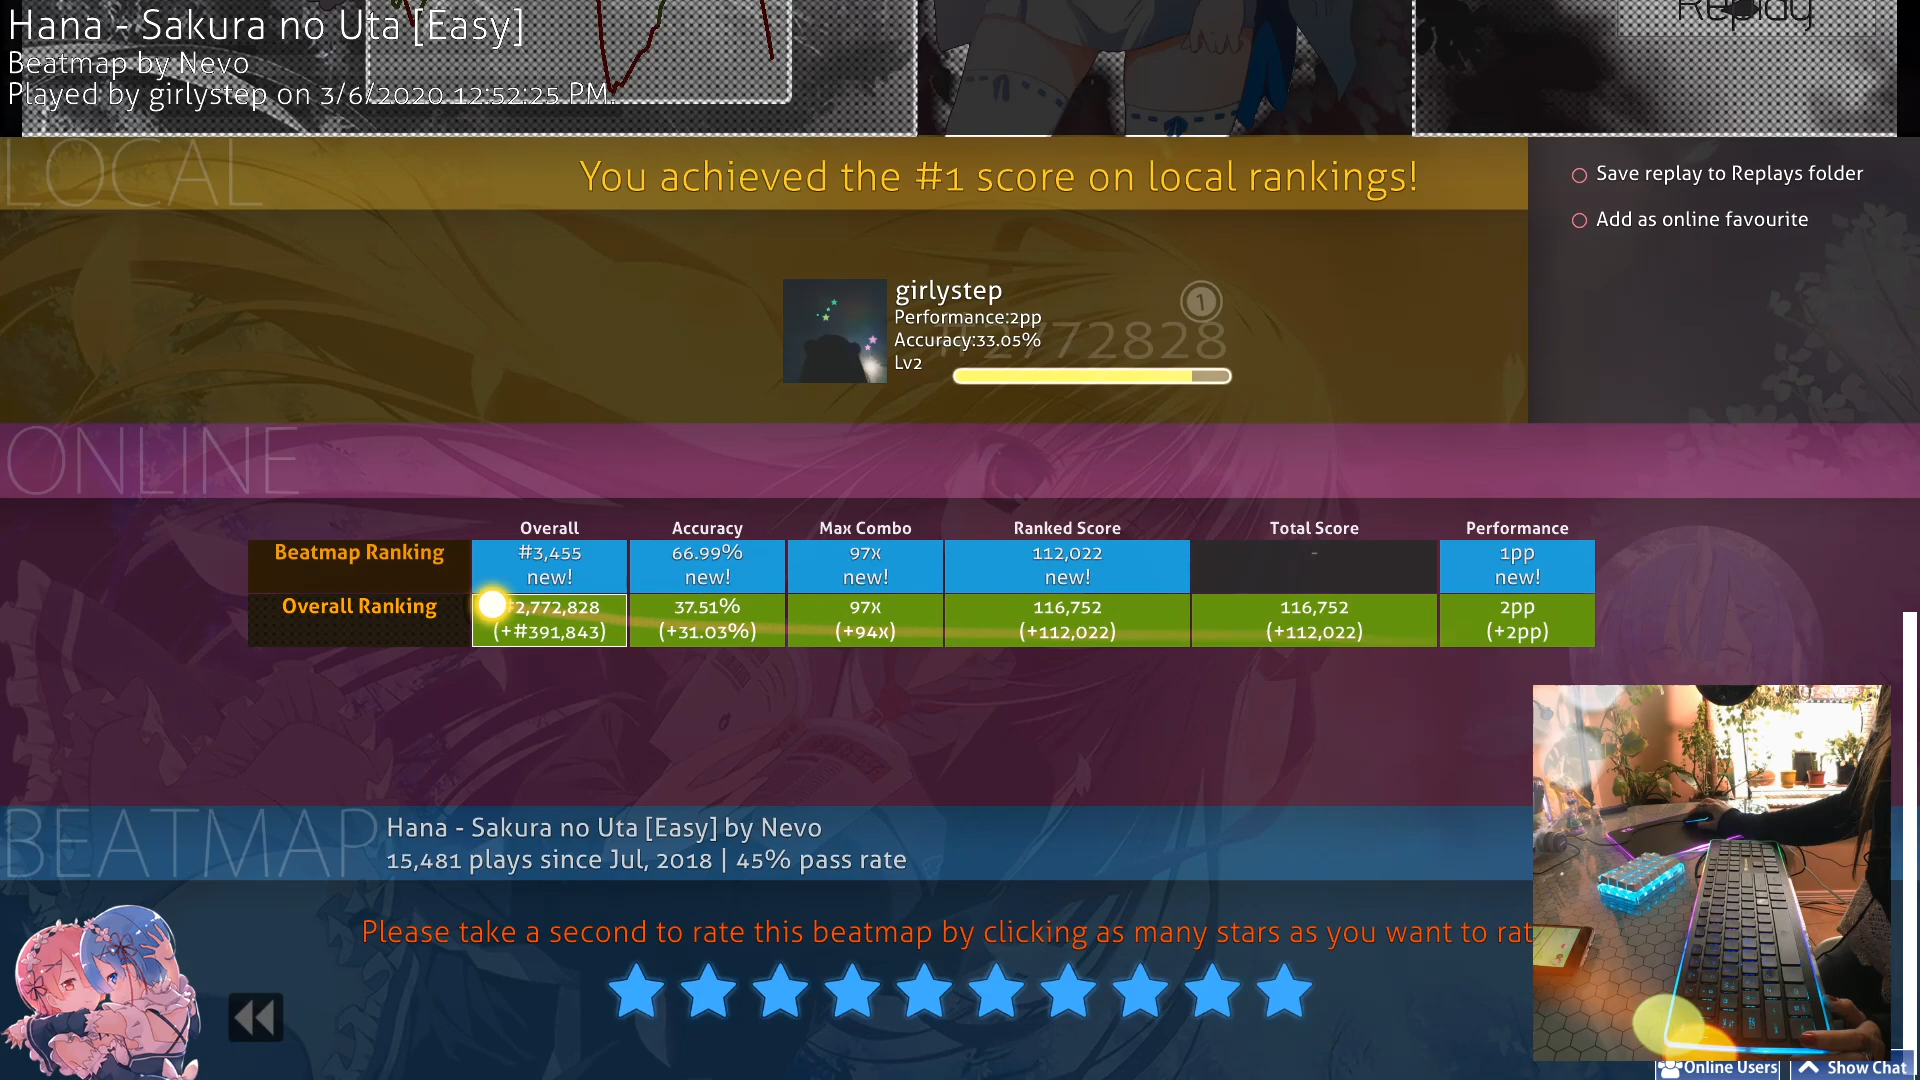 Hana - Sakura no Uta [Easy]
Beatmap by Nevo
Played by girlystep on 3/6/2020 12:52:25 PM.
Replay
LOCAL
You achieved the #1 score on local rankings!
Save replay to Replays folder
Add as online favourite
girlystep
1
Performance:2pp
#2772828
Accuracy:33.05%
Lv2
ONLINE
Overall Accuracy Max Combo Ranked Score Total Score Performance
Beatmap Ranking #3,455 66.99% 97x 112,022 - 1pp
new! new! new! new! new!
Overall Ranking #2,772,828 37.51% 97x 116,752 116,752 2pp
(+#391,843) (+31.03%) (+94x) (+112,022) (+112,022) (+2pp)
BEATMAP
Hana - Sakura no Uta [Easy] by Nevo
15,481 plays since Jul, 2018 | 45% pass rate
Please take a second to rate this beatmap by clicking as many stars as you want to rat
Online Users
Show Chat